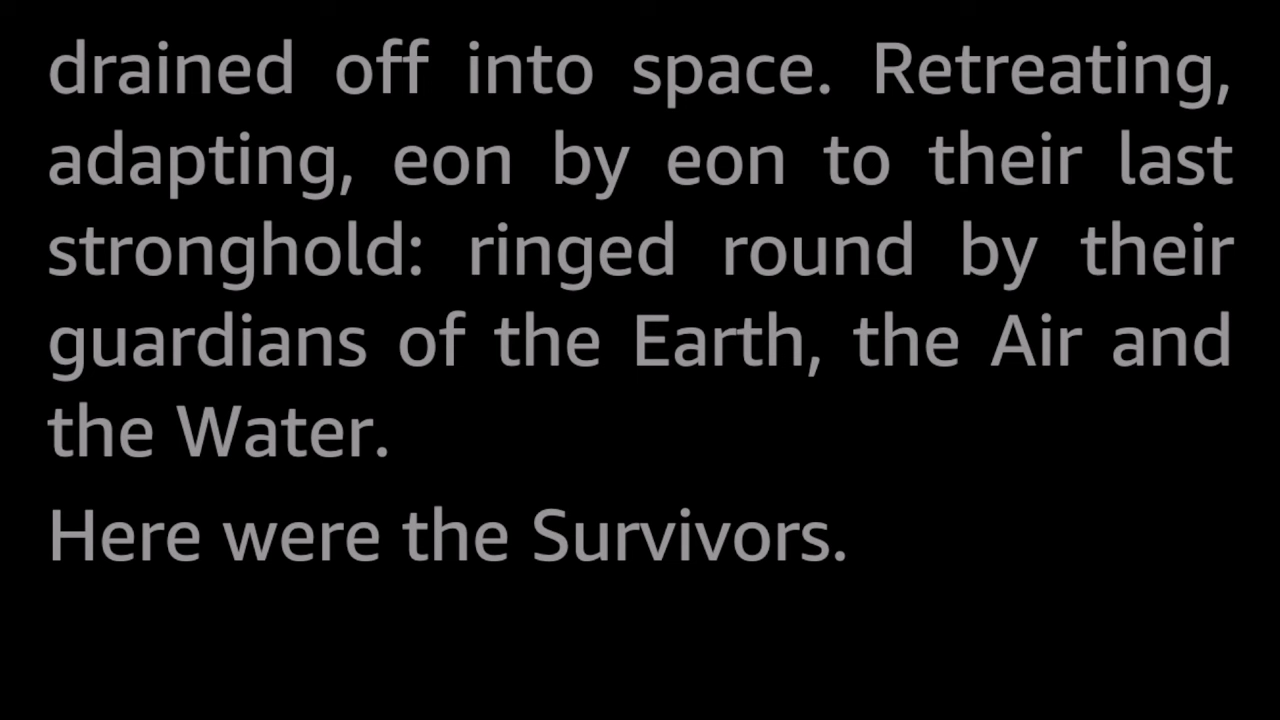 drained off into space. Retreating,
adapting, eon by eon to their last
stronghold: ringed round by their
guardians of the Earth, the Air and
the Water.
Here were the Survivors.